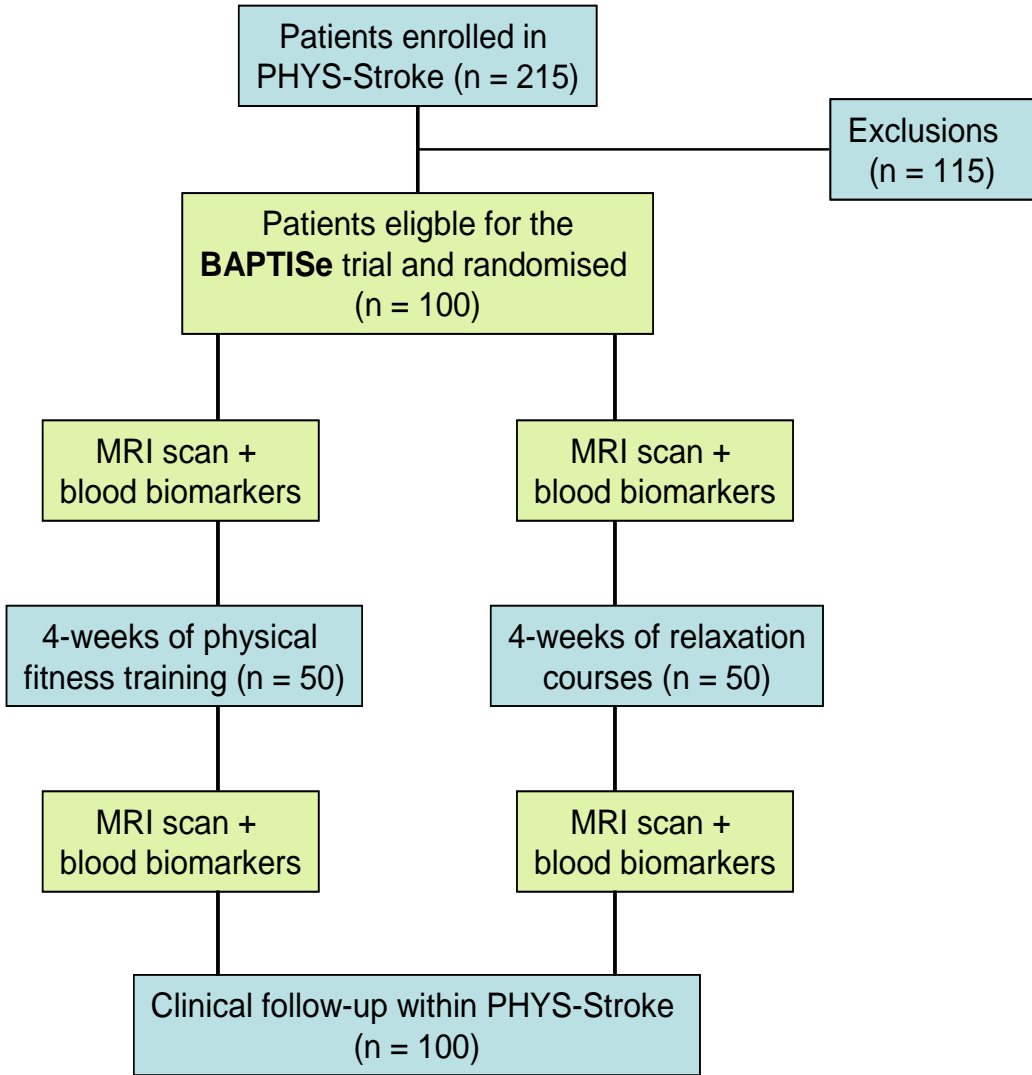 Patients enrolled in
PHYS-Stroke (n = 215)
Exclusions
(n = 115)
Patients eligble for the
BAPTISe trial and randomised
(n = 100)
MRI scan +
blood biomarkers
MRI scan +
blood biomarkers
4-weeks of physical
fitness training (n = 50)
4-weeks of relaxation
courses (n = 50)
MRI scan +
blood biomarkers
MRI scan +
blood biomarkers
Clinical follow-up within PHYS-Stroke
(n = 100)